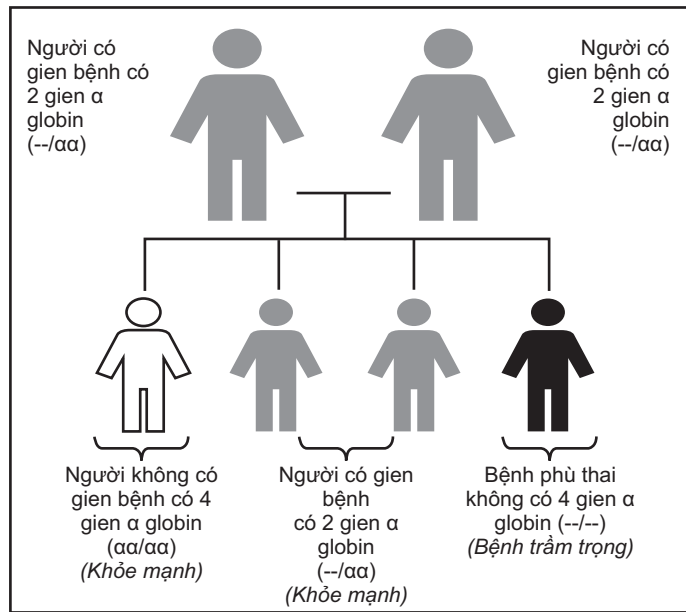 Người có
gien bệnh có
2 gien α
globin
(--/αα)
Người có
gien bệnh có
2 gien α
globin
(--/αα)
Người không có
gien bệnh có 4
gien α globin
(αα/αα)
(Khỏe mạnh)
Người có gien
bệnh
có 2 gien α
globin
(--/αα)
(Khỏe mạnh)
Bệnh phù thai
không có 4 gien α
globin (--/--)
(Bệnh trầm trọng)